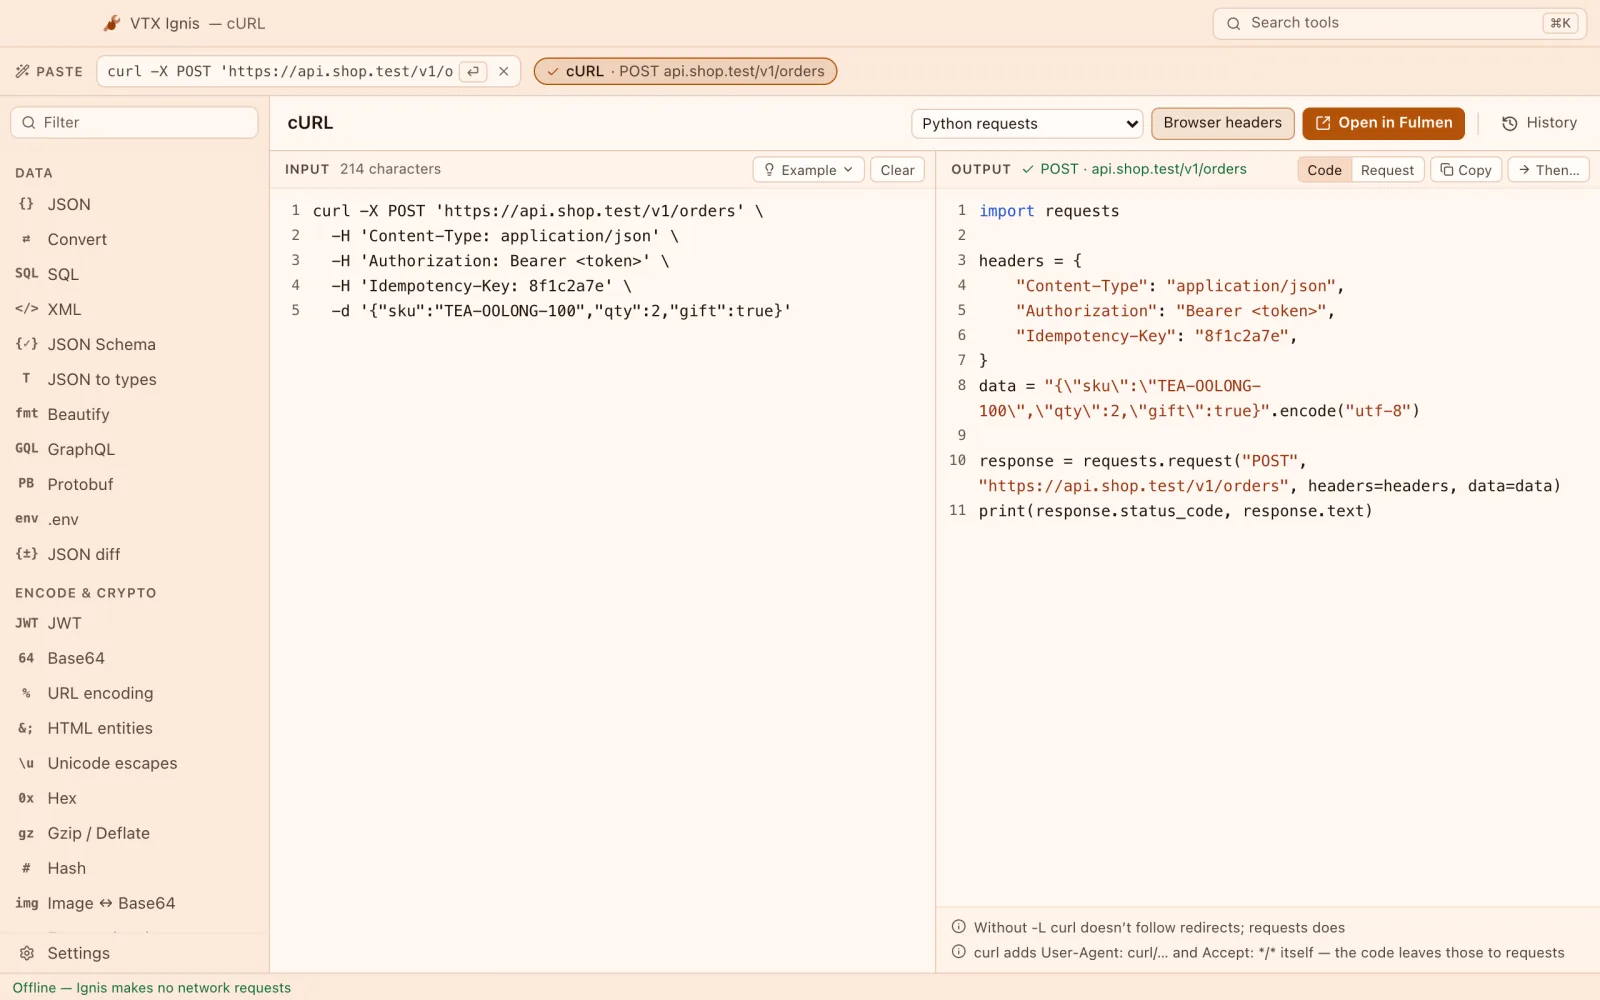 VTX Ignis — cURL
Search tools
⌘K
PASTE
curl -X POST 'https://api.shop.test/v1/o
cURL · POST api.shop.test/v1/orders
Filter
cURL
Python requests
Browser headers
Open in Fulmen
History
DATA
{} JSON
⇄ Convert
SQL SQL
</> XML
{✓} JSON Schema
T JSON to types
fmt Beautify
GQL GraphQL
PB Protobuf
env .env
{±} JSON diff
ENCODE & CRYPTO
JWT JWT
64 Base64
% URL encoding
&; HTML entities
\u Unicode escapes
0x Hex
gz Gzip / Deflate
# Hash
img Image ↔ Base64
Settings
INPUT 214 characters
Example
Clear
1 curl -X POST 'https://api.shop.test/v1/orders' \
2 -H 'Content-Type: application/json' \
3 -H 'Authorization: Bearer <token>' \
4 -H 'Idempotency-Key: 8f1c2a7e' \
5 -d '{"sku":"TEA-OOLONG-100","qty":2,"gift":true}'
OUTPUT ✓ POST · api.shop.test/v1/orders
Code
Request
Copy
Then...
1 import requests
2
3 headers = {
4 "Content-Type": "application/json",
5 "Authorization": "Bearer <token>",
6 "Idempotency-Key": "8f1c2a7e",
7 }
8 data = "{\"sku\":\"TEA-OOLONG-
100\",\"qty\":2,\"gift\":true}".encode("utf-8")
9
10 response = requests.request("POST",
"https://api.shop.test/v1/orders", headers=headers, data=data)
11 print(response.status_code, response.text)
Without -L curl doesn’t follow redirects; requests does
curl adds User-Agent: curl/… and Accept: */* itself — the code leaves those to requests
Offline — Ignis makes no network requests